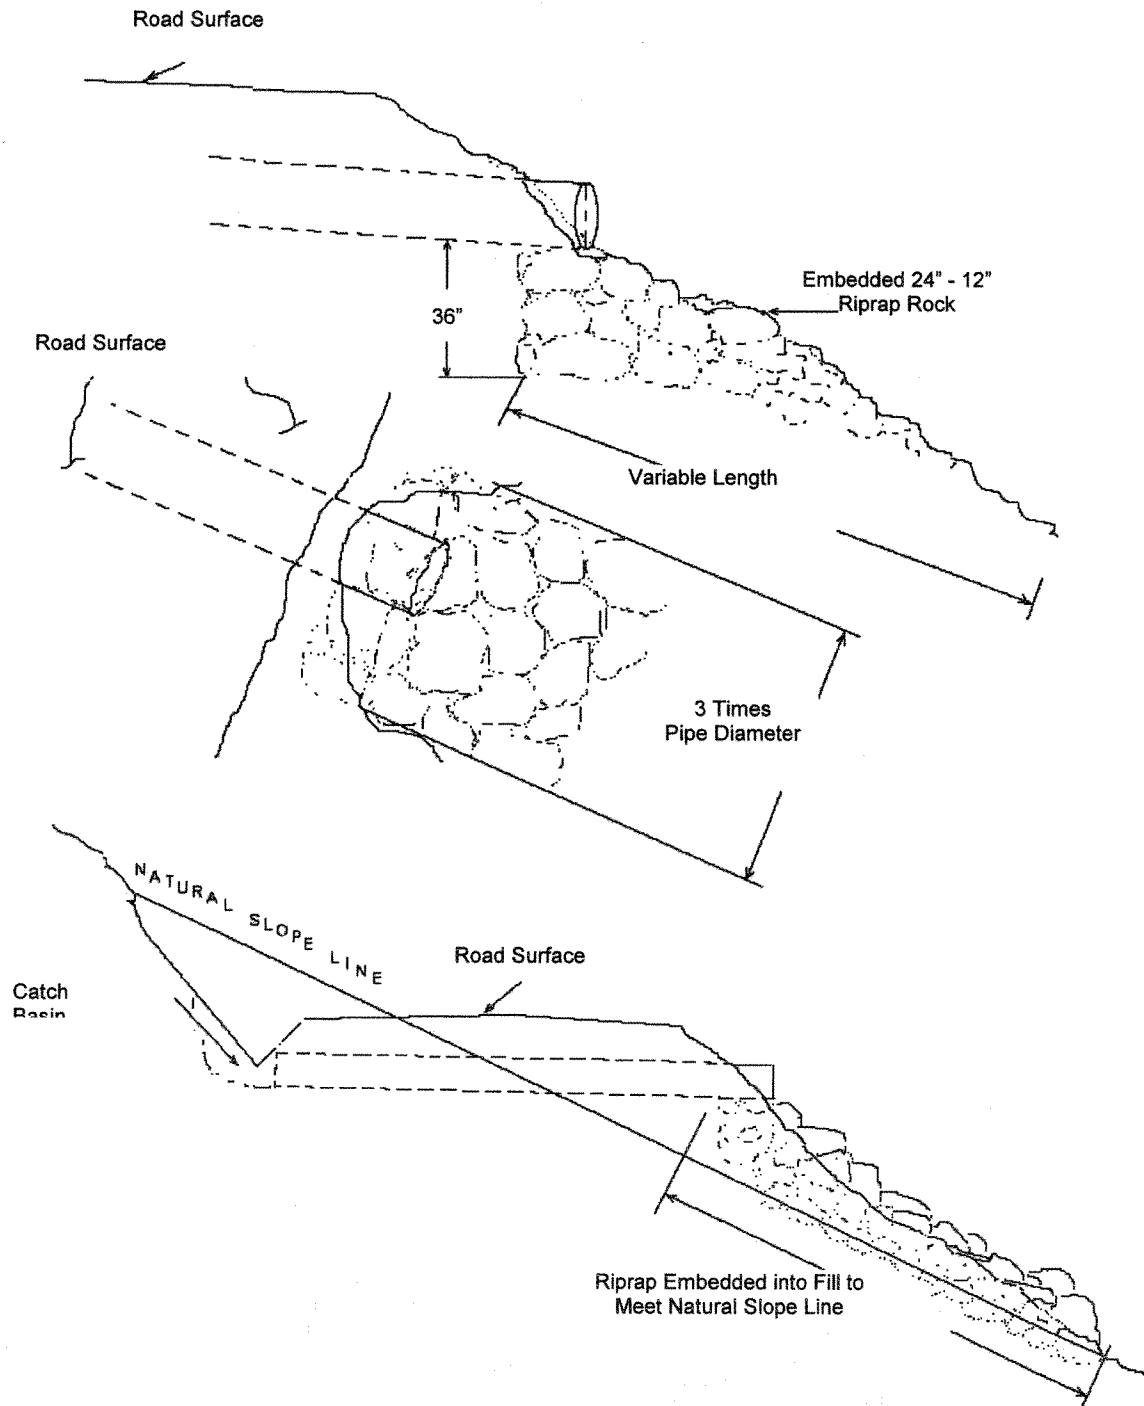 Road Surface
Embedded 24" - 12"
Riprap Rock
36"
Road Surface
Variable Length
3 Times
Pipe Diameter
NATURAL SLOPE LINE
Road Surface
Catch
Basin
Riprap Embedded into Fill to
Meet Natural Slope Line